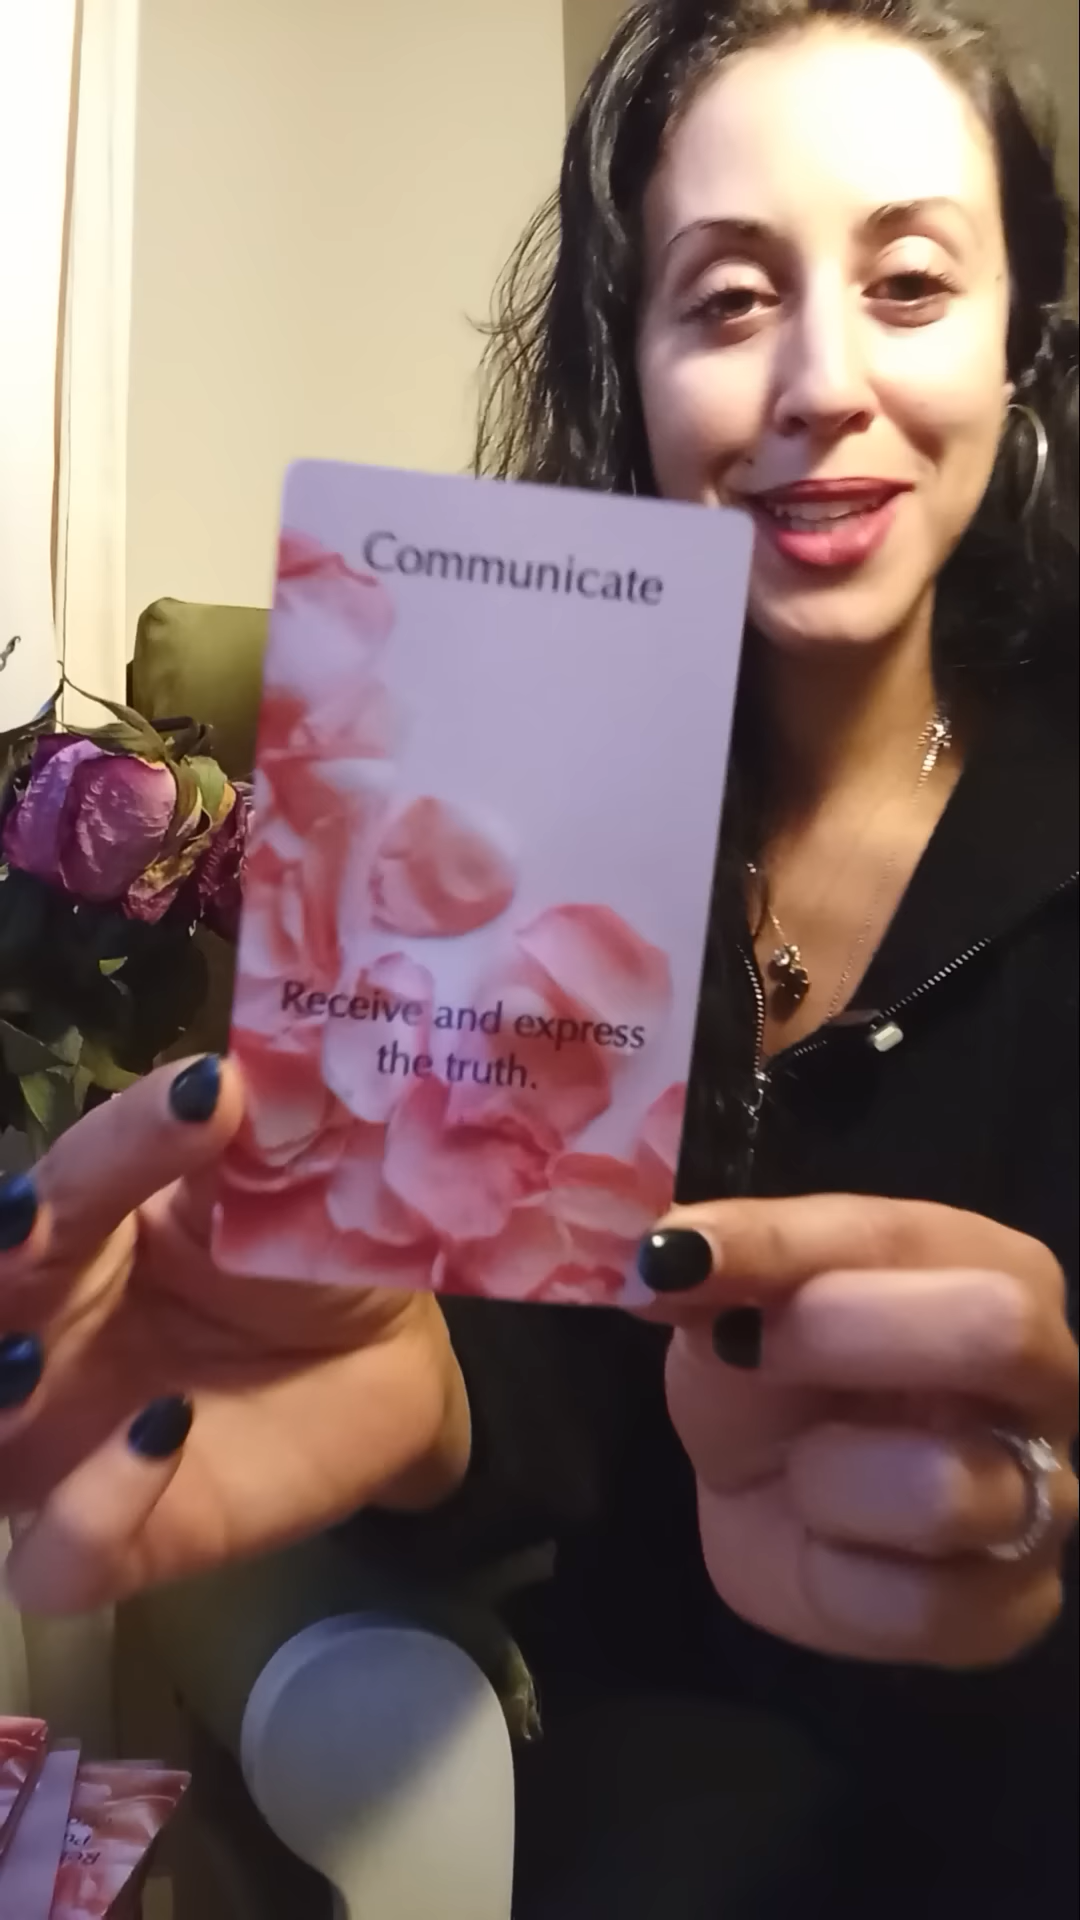 Communicate
Receive and express
the truth.